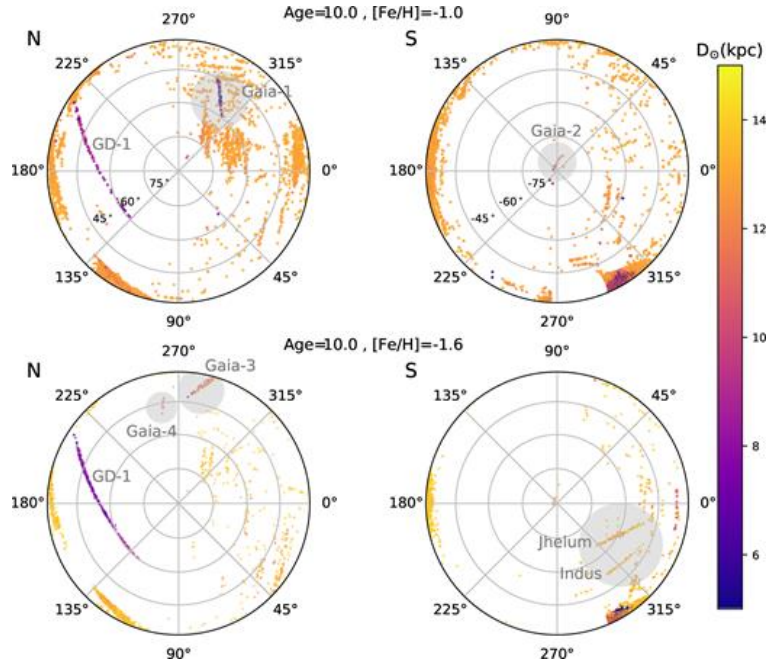 Age=10.0 , [Fe/H]=-1.0
N
270°
225°
315°
Gaia-1
GD-1
180°
0°
75°
60°
45°
135°
45°
90°
S
90°
135°
45°
Gaia-2
180°
0°
-75°
-60°
-45°
225°
315°
270°
D⊙(kpc)
14
12
10
8
6
Age=10.0 , [Fe/H]=-1.6
N
270°
Gaia-3
225°
315°
Gaia-4
GD-1
180°
0°
135°
45°
90°
S
90°
135°
45°
180°
0°
Jhelum
Indus
225°
315°
270°